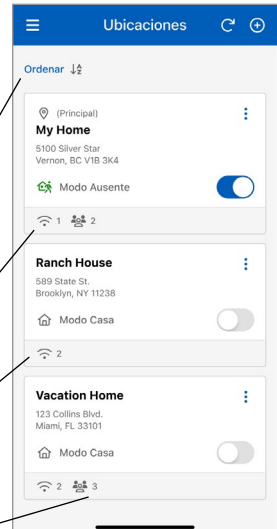 Ubicaciones
Ordenar
(Principal)
My Home
5100 Silver Star
Vernon, BC V1B 3K4
Modo Ausente
1 2
Ranch House
589 State St.
Brooklyn, NY 11238
Modo Casa
2
Vacation Home
123 Collins Blvd.
Miami, FL 33101
Modo Casa
2 3